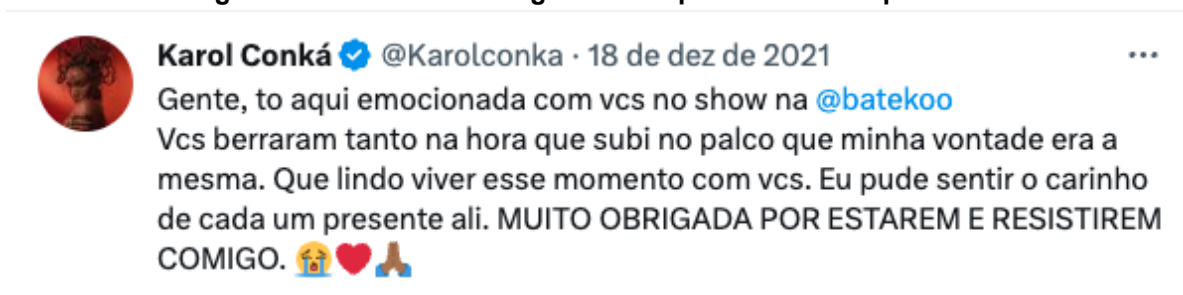 Karol Conká @Karolconka · 18 de dez de 2021
Gente, to aqui emocionada com vcs no show na @batekoo
Vcs berraram tanto na hora que subi no palco que minha vontade era a
mesma. Que lindo viver esse momento com vcs. Eu pude sentir o carinho
de cada um presente ali. MUITO OBRIGADA POR ESTAREM E RESISTIREM
COMIGO. 😭❤️🙏🏾